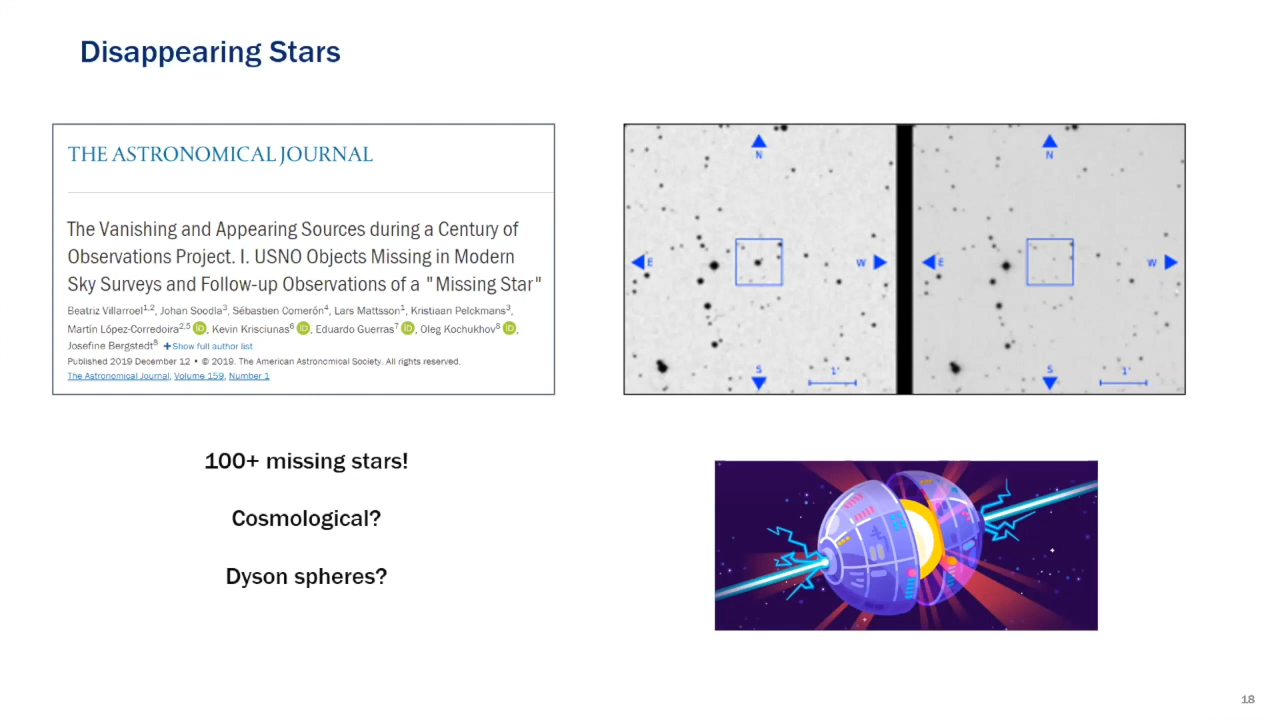 Disappearing Stars
THE ASTRONOMICAL JOURNAL
The Vanishing and Appearing Sources during a Century of
Observations Project. I. USNO Objects Missing in Modern
Sky Surveys and Follow-up Observations of a "Missing Star"
Beatriz Villarroel1,2, Johan Soodla3, Sébastien Comerón4, Lars Mattsson1, Kristiaan Pelckmans3,
Martín López-Corredoira2,5 iD, Kevin Krisciunas6 iD, Eduardo Guerras7 iD, Oleg Kochukhov8 iD,
Josefine Bergstedt8 +Show full author list
Published 2019 December 12 • © 2019. The American Astronomical Society. All rights reserved.
The Astronomical Journal, Volume 159, Number 1
N
E
W
S
1'
N
E
W
S
1'
100+ missing stars!
Cosmological?
Dyson spheres?
18